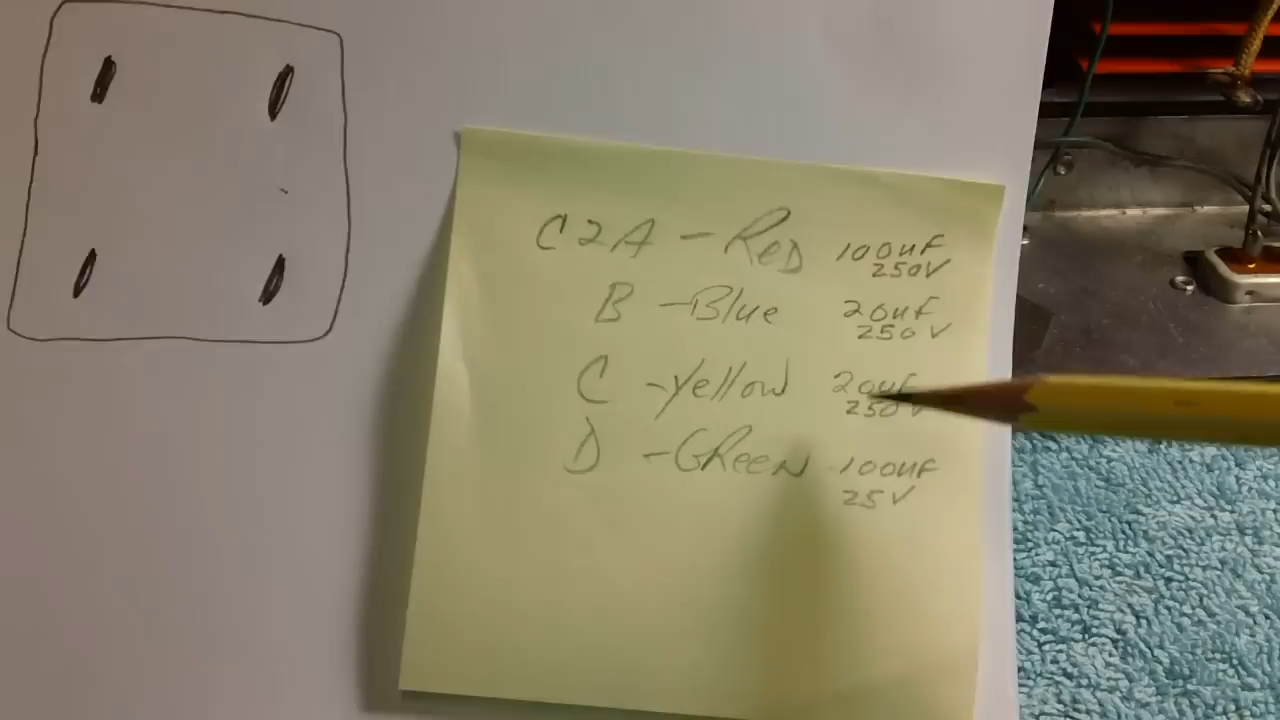 C2A - Red 100uF
250V
B - Blue 20uF
250V
C - Yellow 20uF
250V
D - GReeN 100uF
25V